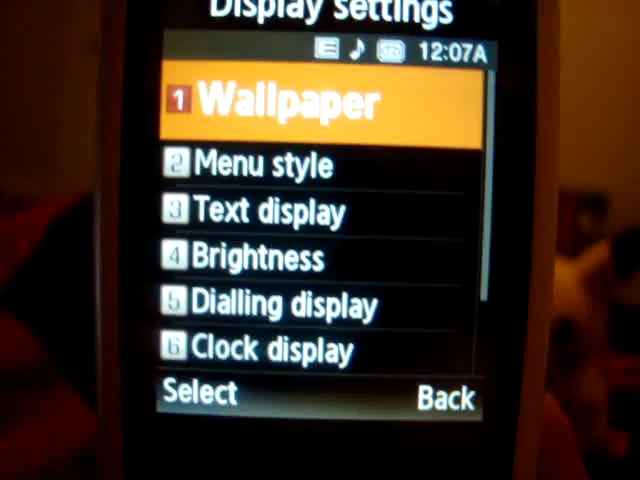 Display settings
12:07A
1 Wallpaper
2 Menu style
3 Text display
4 Brightness
5 Dialling display
6 Clock display
Select Back